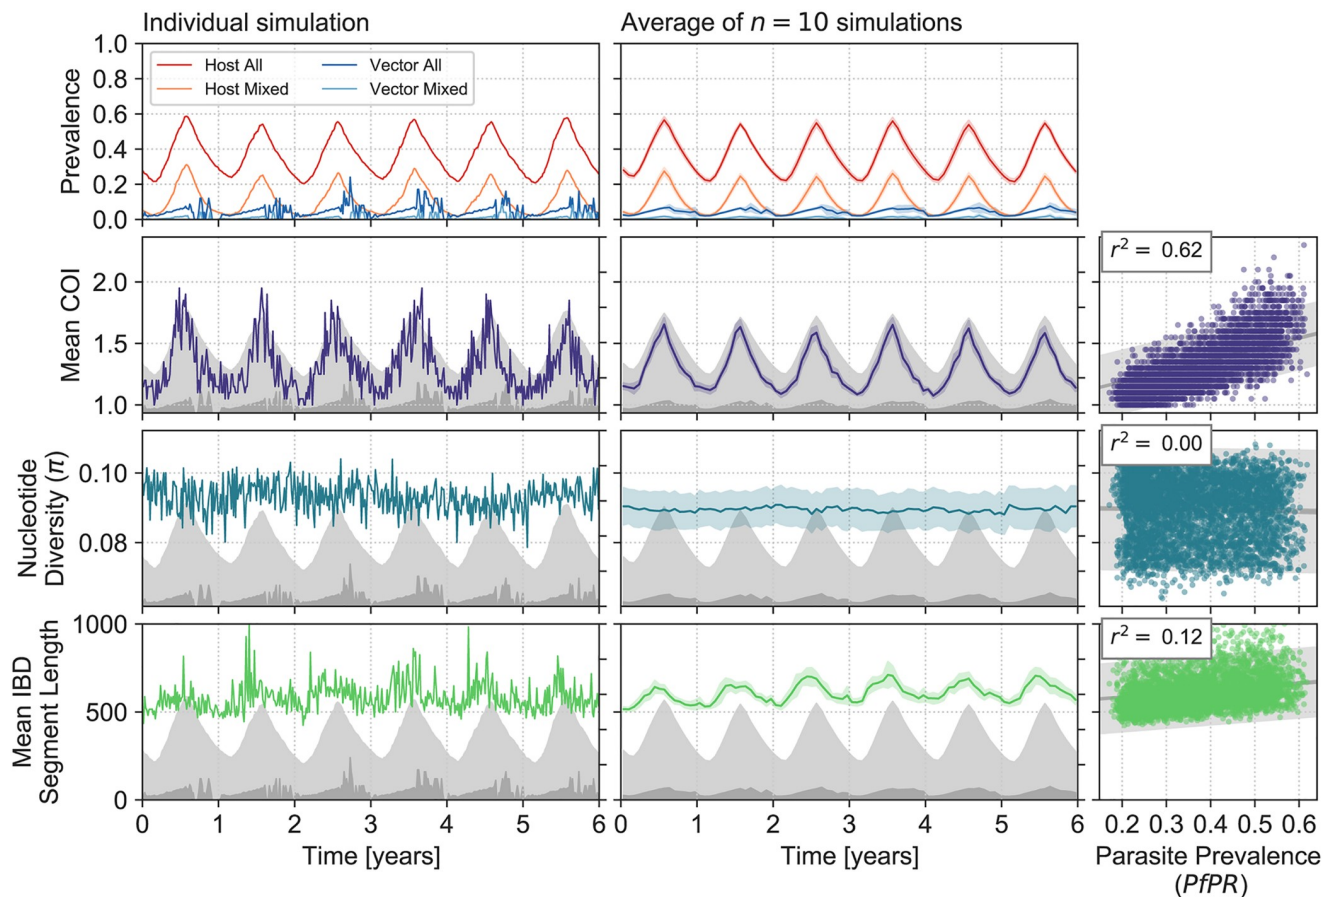 Individual simulation
Average of n = 10 simulations
Prevalence
1.0
0.8
0.6
0.4
0.2
0.0
Host All
Host Mixed
Vector All
Vector Mixed
Mean COI
2.0
1.5
1.0
r² = 0.62
Nucleotide
Diversity (π)
0.10
0.08
r² = 0.00
Mean IBD
Segment Length
1000
500
0
r² = 0.12
0 1 2 3 4 5 6
Time [years]
0 1 2 3 4 5 6
Time [years]
0.2 0.3 0.4 0.5 0.6
Parasite Prevalence
(PfPR)